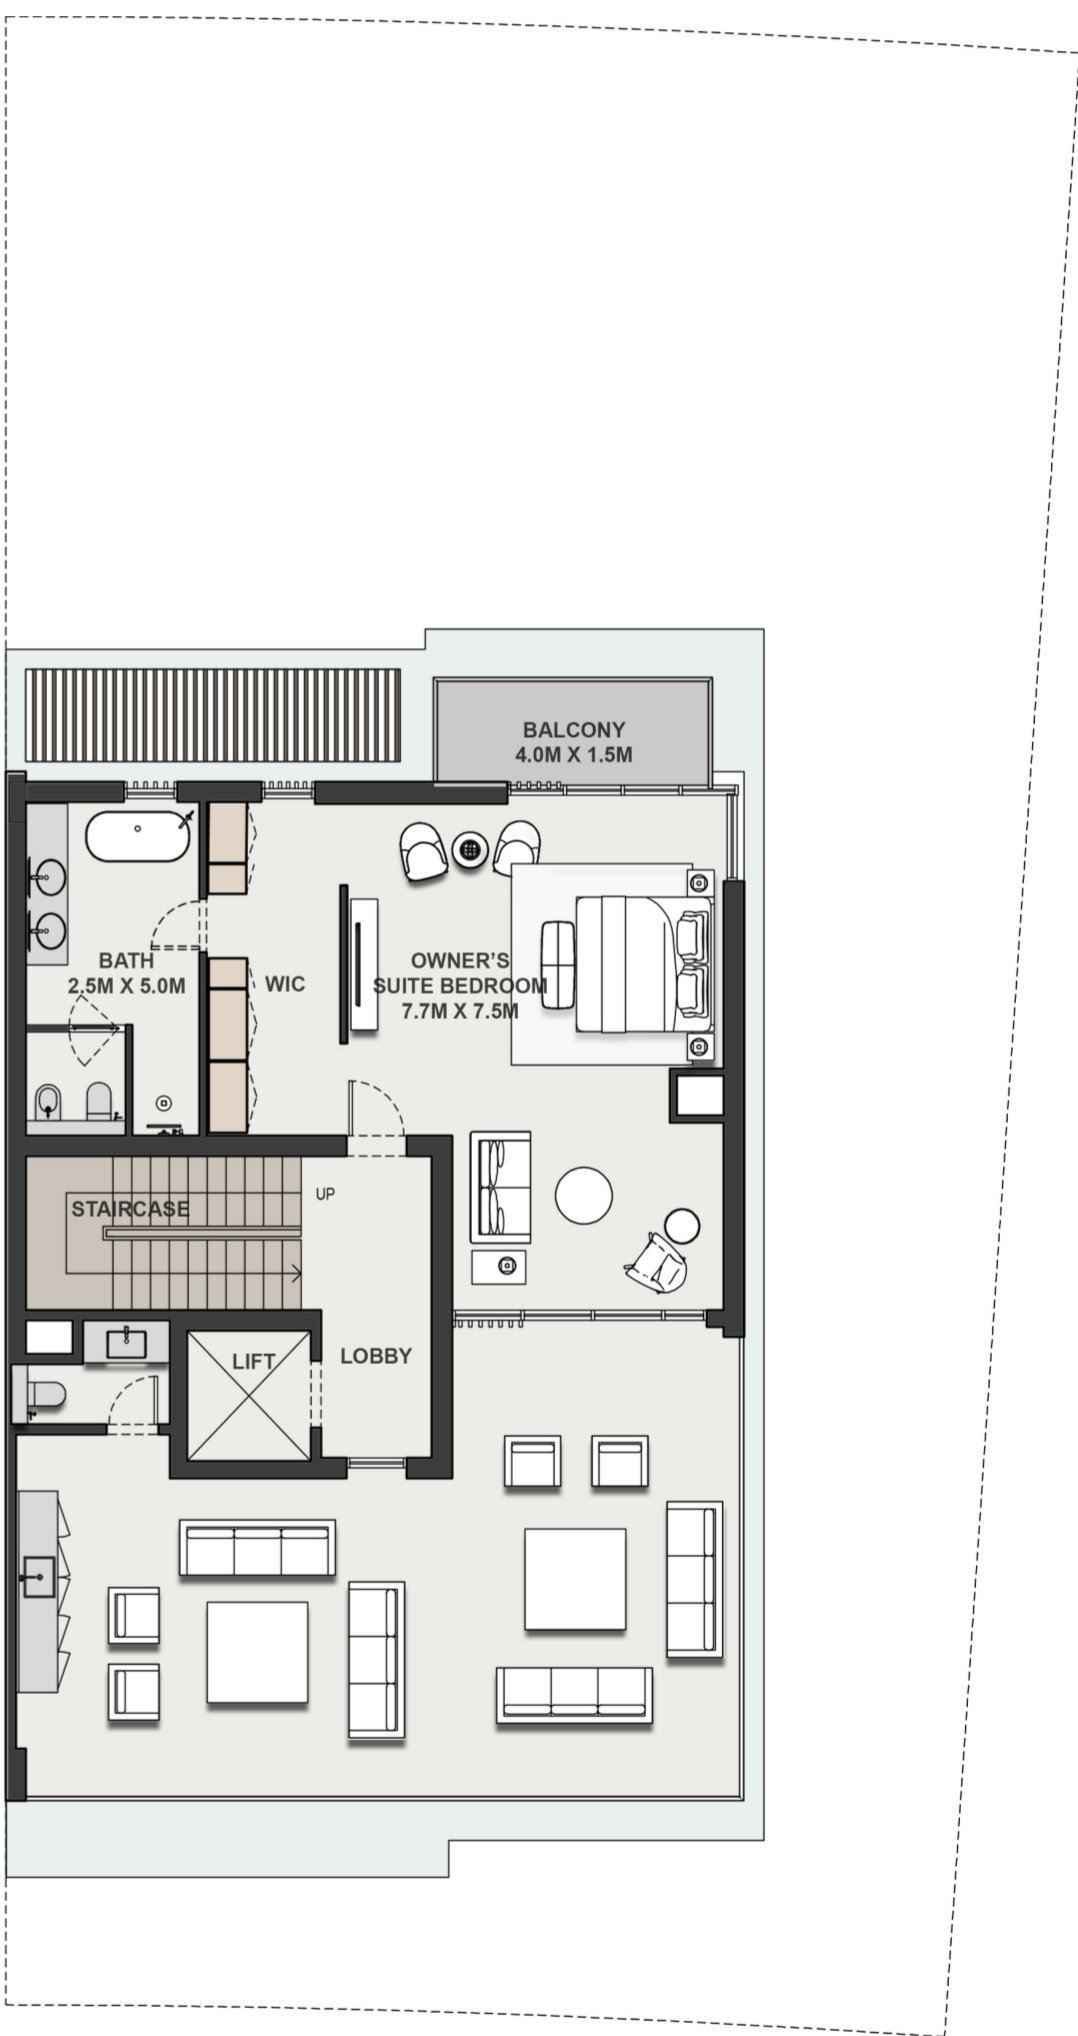 BALCONY
4.0M X 1.5M
BATH
2.5M X 5.0M
WIC
OWNER'S
SUITE BEDROOM
7.7M X 7.5M
UP
STAIRCASE
LIFT
LOBBY